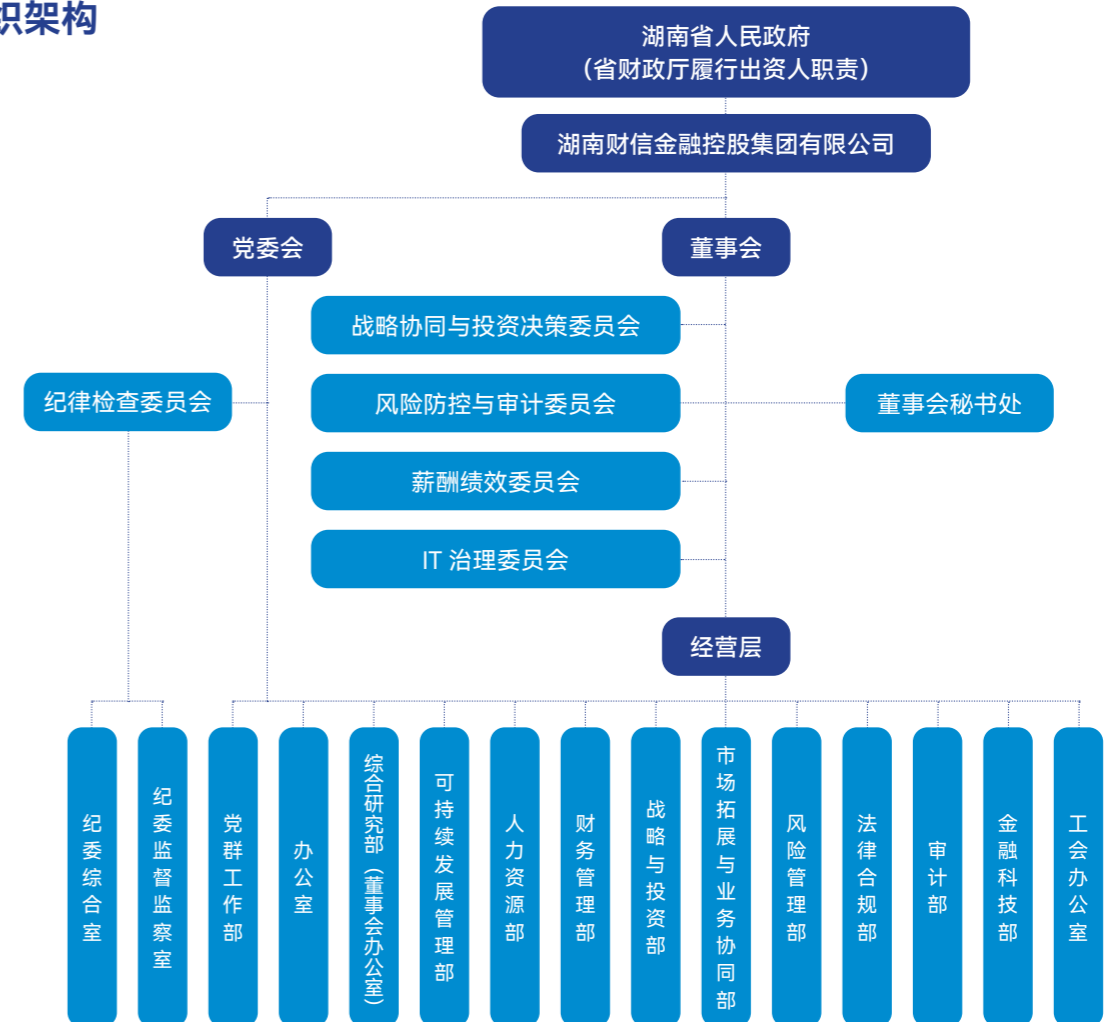 织架构
湖南省人民政府
（省财政厅履行出资人职责）
湖南财信金融控股集团有限公司
党委会
董事会
战略协同与投资决策委员会
纪律检查委员会
风险防控与审计委员会
董事会秘书处
薪酬绩效委员会
IT 治理委员会
经营层
纪委综合室
纪委监督监察室
党群工作部
办公室
综合研究部（董事会办公室）
可持续发展管理部
人力资源部
财务管理部
战略与投资部
市场拓展与业务协同部
风险管理部
法律合规部
审计部
金融科技部
工会办公室